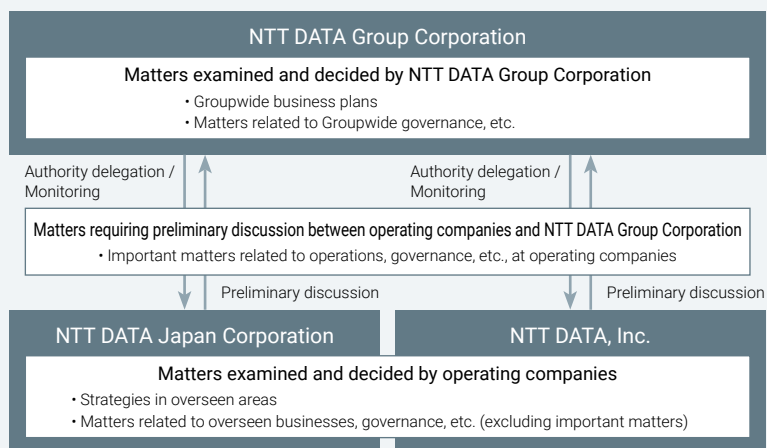 NTT DATA Group Corporation
Matters examined and decided by NTT DATA Group Corporation
• Groupwide business plans
• Matters related to Groupwide governance, etc.
Authority delegation /
Monitoring
Authority delegation /
Monitoring
Matters requiring preliminary discussion between operating companies and NTT DATA Group Corporation
• Important matters related to operations, governance, etc., at operating companies
Preliminary discussion
Preliminary discussion
NTT DATA Japan Corporation
NTT DATA, Inc.
Matters examined and decided by operating companies
• Strategies in overseen areas
• Matters related to overseen businesses, governance, etc. (excluding important matters)